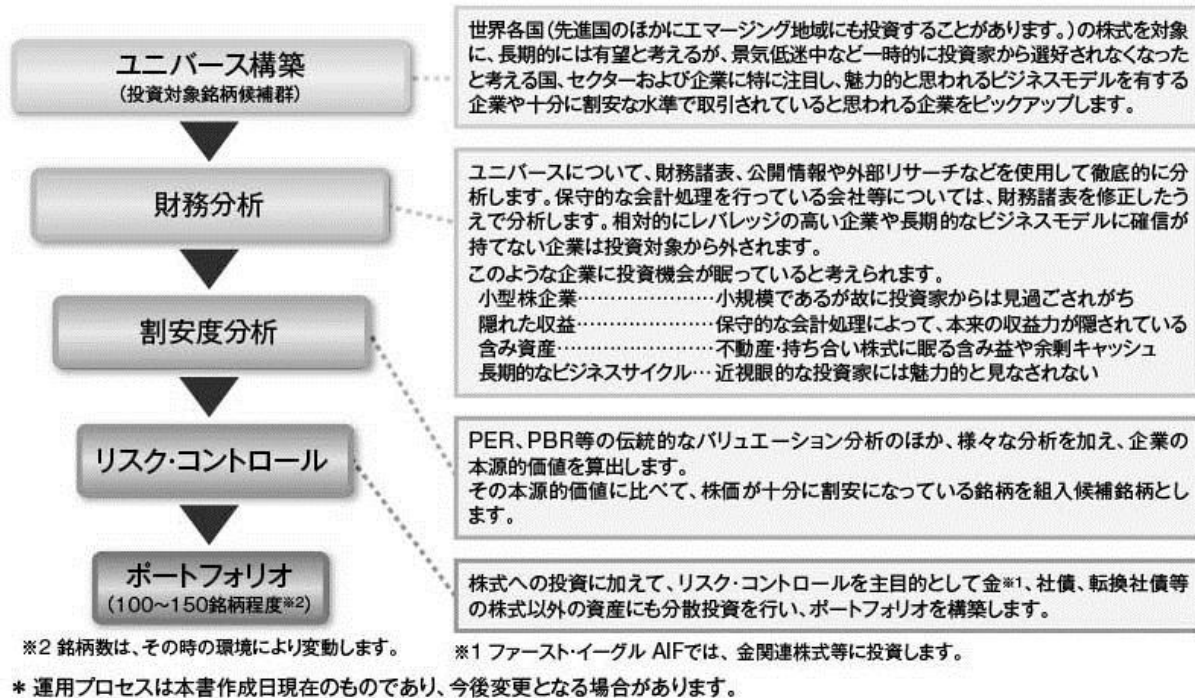 ユニバース構築
(投資対象銘柄候補群)
世界各国(先進国のほかにエマージング地域にも投資することがあります。)の株式を対象
に、長期的には有望と考えるが、景気低迷中など一時的に投資家から選好されなくなった
と考える国、セクターおよび企業に特に注目し、魅力的と思われるビジネスモデルを有する
企業や十分に割安な水準で取引されていると思われる企業をピックアップします。
財務分析
ユニバースについて、財務諸表、公開情報や外部リサーチなどを使用して徹底的に分
析します。保守的な会計処理を行っている会社等については、財務諸表を修正したう
えで分析します。相対的にレバレッジの高い企業や長期的なビジネスモデルに確信が
持てない企業は投資対象から外されます。
このような企業に投資機会が眠っていると考えられます。
小型株企業…………………小規模であるが故に投資家からは見過ごされがち
隠れた収益…………………保守的な会計処理によって、本来の収益力が隠されている
含み資産……………………不動産・持ち合い株式に眠る含み益や余剰キャッシュ
長期的なビジネスサイクル…近視眼的な投資家には魅力的と見なされない
割安度分析
PER、PBR等の伝統的なバリュエーション分析のほか、様々な分析を加え、企業の
本源的価値を算出します。
その本源的価値に比べて、株価が十分に割安になっている銘柄を組入候補銘柄とし
ます。
リスク・コントロール
株式への投資に加えて、リスク・コントロールを主目的として金※1、社債、転換社債等
の株式以外の資産にも分散投資を行い、ポートフォリオを構築します。
ポートフォリオ
(100～150銘柄程度※2)
※2 銘柄数は、その時の環境により変動します。
※1 ファースト・イーグル AIFでは、金関連株式等に投資します。
* 運用プロセスは本書作成日現在のものであり、今後変更となる場合があります。